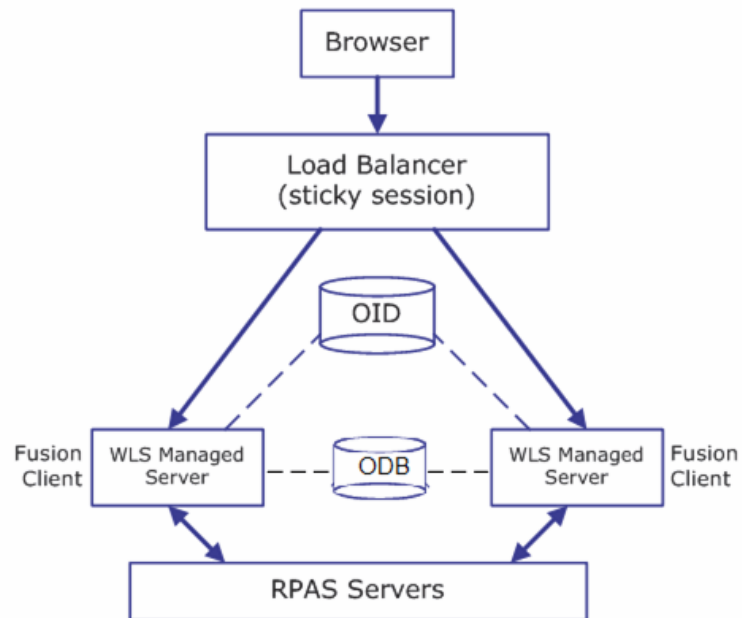 Browser
Load Balancer
(sticky session)
OID
Fusion
Client
WLS Managed
Server
ODB
WLS Managed
Server
Fusion
Client
RPAS Servers